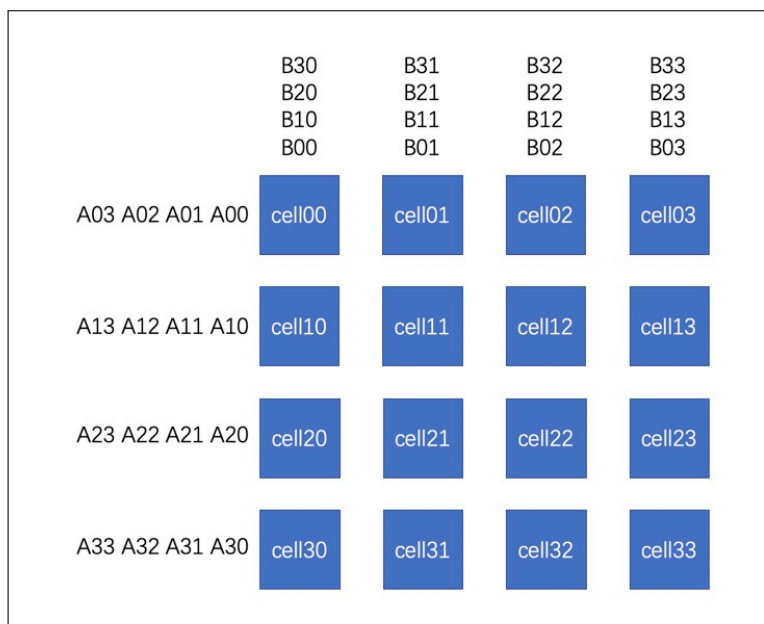 B30 B31 B32 B33
B20 B21 B22 B23
B10 B11 B12 B13
B00 B01 B02 B03
A03 A02 A01 A00 cell00 cell01 cell02 cell03
A13 A12 A11 A10 cell10 cell11 cell12 cell13
A23 A22 A21 A20 cell20 cell21 cell22 cell23
A33 A32 A31 A30 cell30 cell31 cell32 cell33